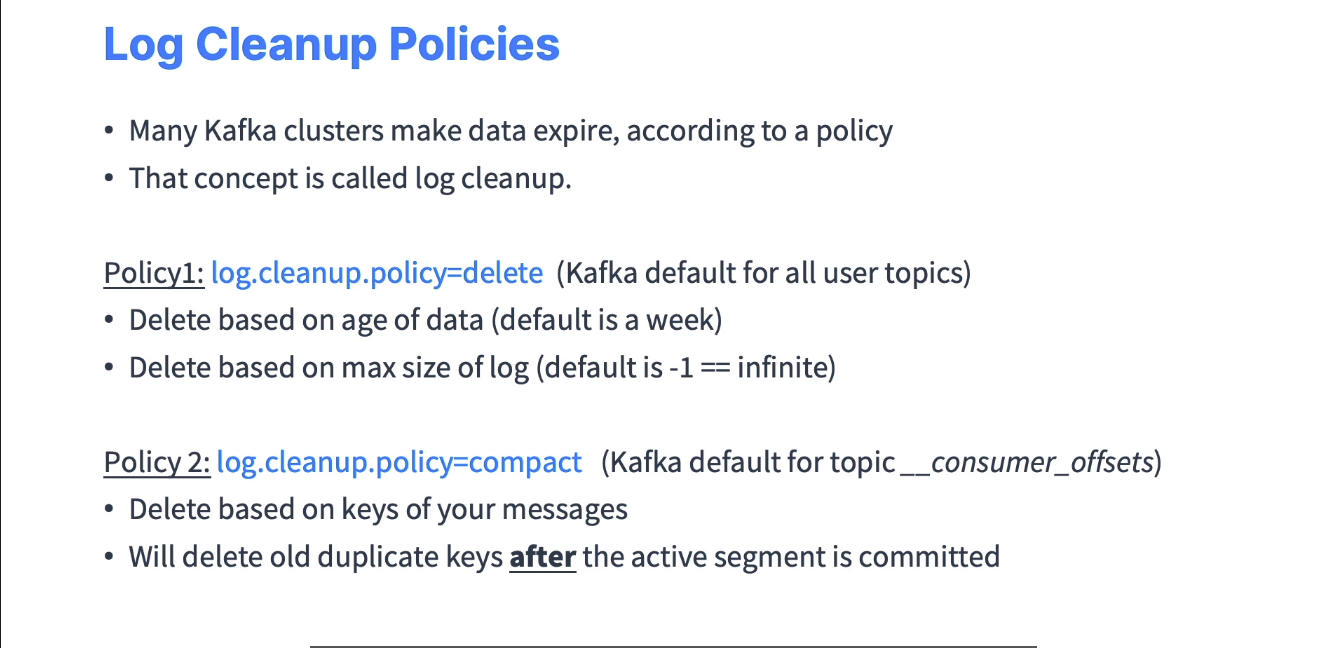 Log Cleanup Policies
• Many Kafka clusters make data expire, according to a policy
• That concept is called log cleanup.
Policy1: log.cleanup.policy=delete (Kafka default for all user topics)
• Delete based on age of data (default is a week)
• Delete based on max size of log (default is -1 == infinite)
Policy 2: log.cleanup.policy=compact (Kafka default for topic __consumer_offsets)
• Delete based on keys of your messages
• Will delete old duplicate keys after the active segment is committed